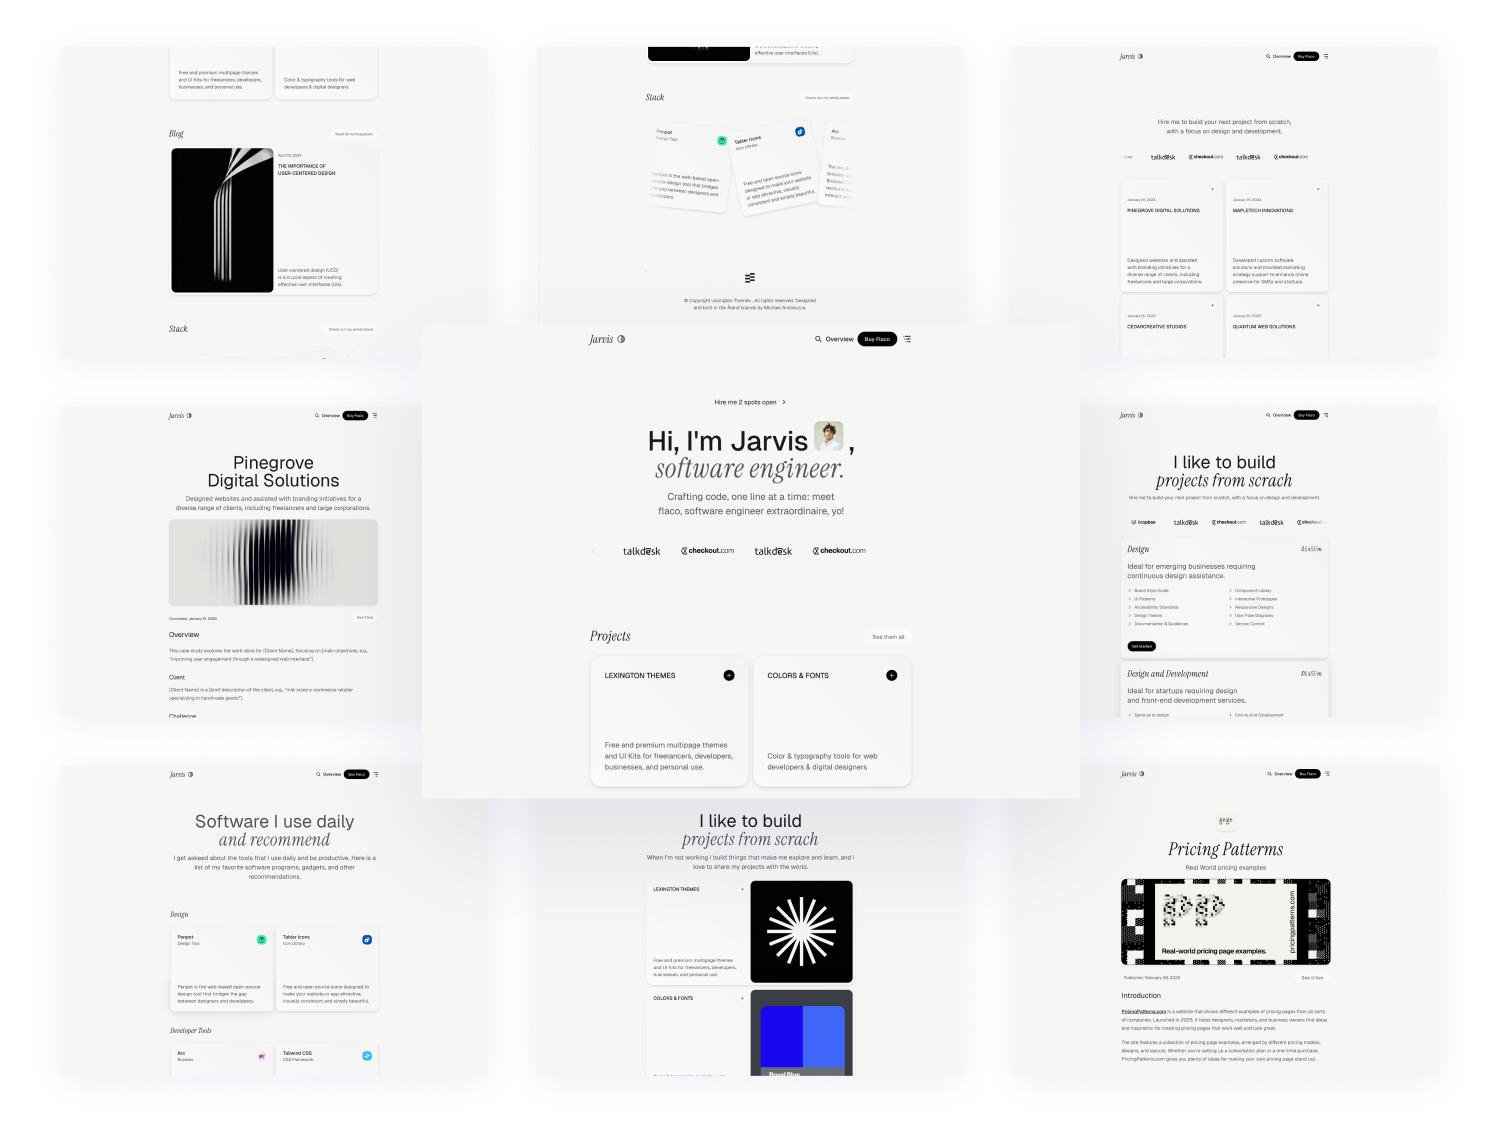 Free and premium multipage themes
and UI Kits for freelancers, developers,
businesses, and personal use.
Color & typography tools for web
developers & digital designers
Blog
Read all my blog posts
April 03, 2024
THE IMPORTANCE OF
USER-CENTERED DESIGN
User-centered design (UCD)
is a crucial aspect of creating
effective user interfaces (UIs).
Stack
Check out my whole stack
effective user interfaces (UIs).
Stack
Check out my whole stack
Penpot
Design Tool
Penpot is the web-based open-
source design tool that bridges
the gap between designers and
developers.
Tabler Icons
Icon Library
Free and open source icons
designed to make your website
or app attractive, visually
consistent and simply beautiful.
Arc
Browser
© Copyright Lexington Themes . All rights reserved. Designed
and built in the Åland Islands by Michael Andreuzza.
Jarvis
Overview
Buy Flaco
Hire me to build your next project from scratch,
with a focus on design and development.
talkdesk
checkout.com
talkdesk
checkout.com
January 01, 2024
PINEGROVE DIGITAL SOLUTIONS
Designed websites and assisted
with branding initiatives for a
diverse range of clients, including
freelancers and large corporations.
January 01, 2024
MAPLETECH INNOVATIONS
Developed custom software
solutions and provided marketing
strategy support to enhance online
presence for SMEs and startups.
January 01, 2023
CEDARCREATIVE STUDIOS
January 01, 2023
QUANTUM WEB SOLUTIONS
Jarvis
Overview
Buy Flaco
Pinegrove
Digital Solutions
Designed websites and assisted with branding initiatives for a
diverse range of clients, including freelancers and large corporations.
Concluded: January 01,
See it live
Overview
This case study explores the work done for [Client Name], focusing on [main objectives, e.g.,
"improving user engagement through a redesigned web interface"].
Client
[Client Name] is a [brief description of the client, e.g., "mid-sized e-commerce retailer
specializing in handmade goods"].
Challenge
Jarvis
Overview
Buy Flaco
Hire me 2 spots open
Hi, I'm Jarvis ,
software engineer.
Crafting code, one line at a time: meet
flaco, software engineer extraordinaire, yo!
talkdesk
checkout.com
talkdesk
checkout.com
Projects
See them all
LEXINGTON THEMES
Free and premium multipage themes
and UI Kits for freelancers, developers,
businesses, and personal use.
COLORS & FONTS
Color & typography tools for web
developers & digital designers
Jarvis
Overview
Buy Flaco
I like to build
projects from scrach
Hire me to build your next project from scratch, with a focus on design and development.
Dropbox
talkdesk
checkout.com
talkdesk
Design
$5,455/m
Ideal for emerging businesses requiring
continuous design assistance.
Brand Style Guide
UI Patterns
Accessibility Standards
Design Tokens
Documentation & Guidelines
Component Library
Interactive Prototypes
Responsive Designs
User Flow Diagrams
Version Control
Get started
Design and Development
$9,455/m
Ideal for startups requiring design
and front-end development services.
Same as in design
End-to-End Development
Jarvis
Overview
Buy Flaco
Software I use daily
and recommend
I get askeed about the tools that I use daily and be productive. Here is a
list of my favorite software programs, gadgets, and other
recommendations.
Design
Penpot
Design Tool
Penpot is the web-based open-source
design tool that bridges the gap
between designers and developers.
Tabler Icons
Icon Library
Free and open source icons designed to
make your website or app attractive,
visually consistent and simply beautiful.
Developer Tools
Arc
Browser
Tailwind CSS
CSS Framework
I like to build
projects from scrach
When I'm not working I build things that make me explore and learn, and I
love to share my projects with the world.
LEXINGTON THEMES
Free and premium multipage themes
and UI Kits for freelancers, developers,
businesses, and personal use.
COLORS & FONTS
Royal Blue
Jarvis
Overview
Buy Flaco
Pricing Patterns
Real World pricing examples
Real-world pricing page examples.
pricingpatterns.com
Published: February 06, 2025
See it live
Introduction
PricingPatterns.com is a website that shows different examples of pricing pages from all sorts
of companies. Launched in 2025, it helps designers, marketers, and business owners find ideas
and inspiration for creating pricing pages that work well and look great.
The site features a collection of pricing page examples, arranged by different pricing models,
designs, and layouts. Whether you're setting up a subscription plan or a one-time purchase,
PricingPatterns.com gives you plenty of ideas for making your own pricing page stand out.